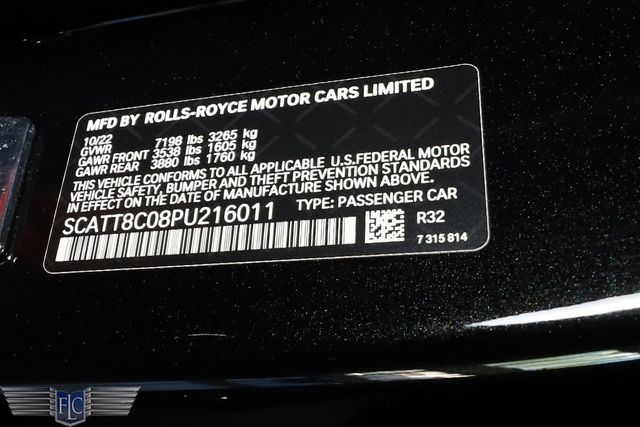 MFD BY ROLLS-ROYCE MOTOR CARS LIMITED
10/22
GVWR 7198 lbs 3265 kg
GAWR FRONT 3538 lbs 1605 kg
GAWR REAR 3880 lbs 1760 kg
THIS VEHICLE CONFORMS TO ALL APPLICABLE U.S.FEDERAL MOTOR
VEHICLE SAFETY, BUMPER AND THEFT PREVENTION STANDARDS
IN EFFECT ON THE DATE OF MANUFACTURE SHOWN ABOVE.
SCATT8C08PU216011 TYPE: PASSENGER CAR
R32
7 315 814
FLC